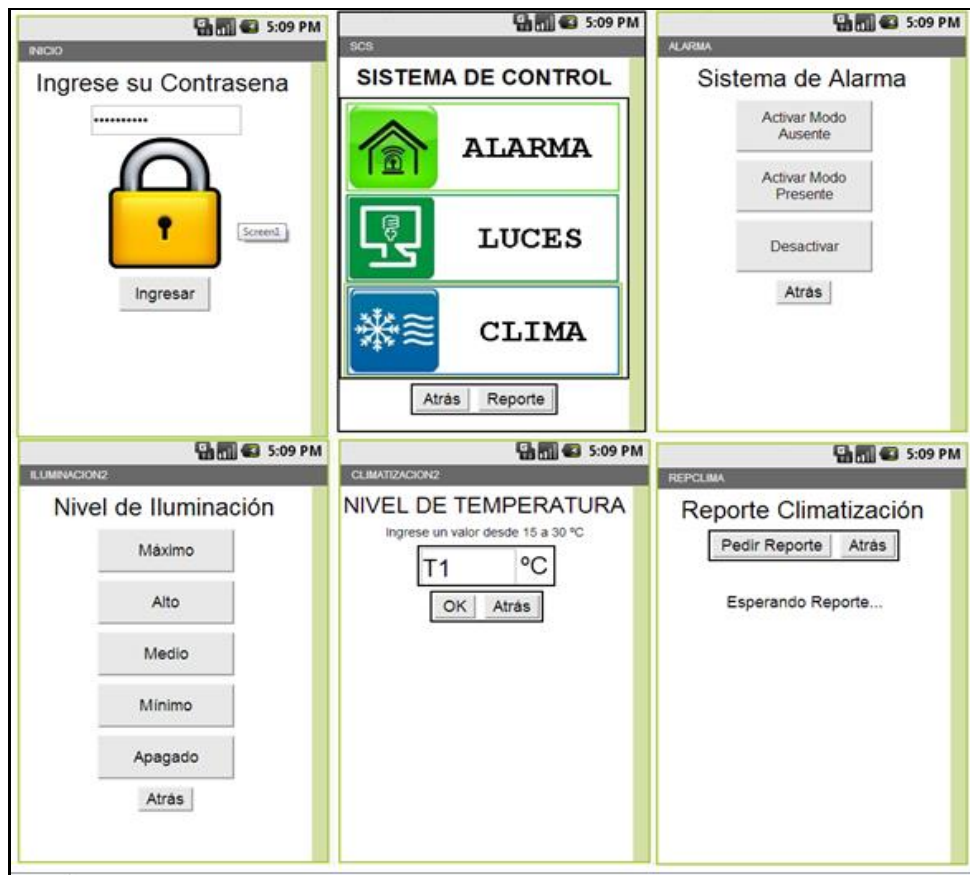 5:09 PM
INICIO
Ingrese su Contrasena
••••••••••
Screen1
Ingresar
5:09 PM
SCS
SISTEMA DE CONTROL
ALARMA
LUCES
CLIMA
Atrás Reporte
5:09 PM
ALARMA
Sistema de Alarma
Activar Modo
Ausente
Activar Modo
Presente
Desactivar
Atrás
5:09 PM
ILUMINACION2
Nivel de Iluminación
Máximo
Alto
Medio
Mínimo
Apagado
Atrás
5:09 PM
CLIMATIZACION2
NIVEL DE TEMPERATURA
Ingrese un valor desde 15 a 30 ºC
T1 ºC
OK Atrás
5:09 PM
REPCLIMA
Reporte Climatización
Pedir Reporte Atrás
Esperando Reporte...